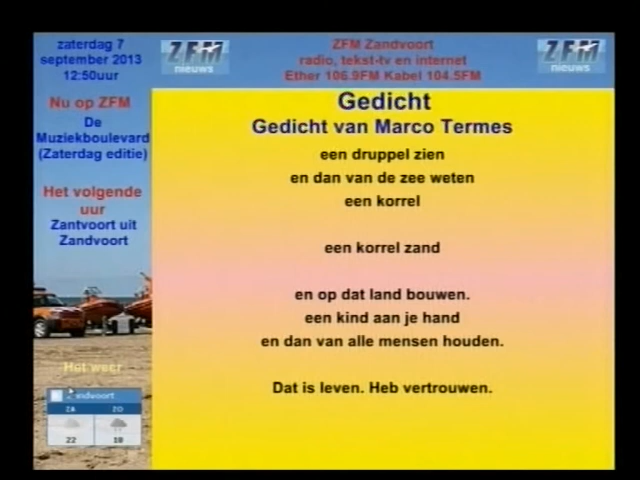 zaterdag 7
september 2013
12:50uur
ZFM
nieuws
ZFM Zandvoort
radio, tekst-tv en internet
Ether 106.9FM Kabel 104.5FM
ZFM
nieuws
Nu op ZFM
De
Muziekboulevard
(Zaterdag editie)
Het volgende
uur
Zantvoort uit
Zandvoort
Het weer
ZA
ZO
22
18
Gedicht
Gedicht van Marco Termes
een druppel zien
en dan van de zee weten
een korrel
een korrel zand
en op dat land bouwen.
een kind aan je hand
en dan van alle mensen houden.
Dat is leven. Heb vertrouwen.